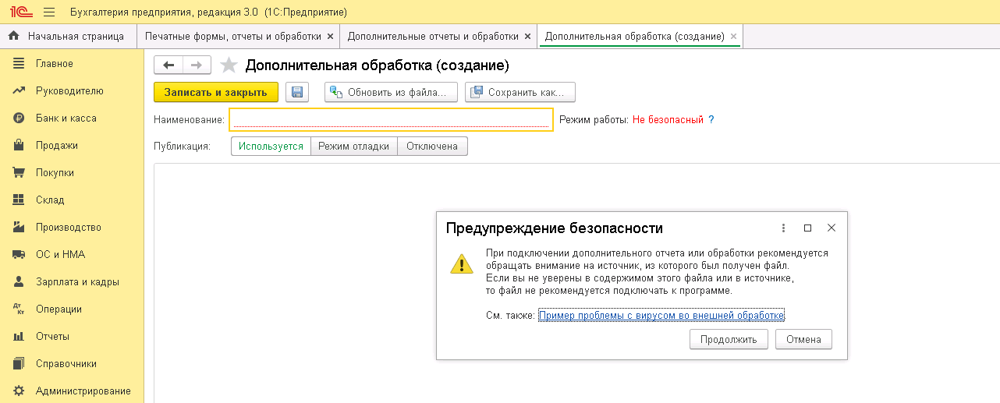 1С Бухгалтерия предприятия, редакция 3.0 (1С:Предприятие)
Начальная страница Печатные формы, отчеты и обработки × Дополнительные отчеты и обработки × Дополнительная обработка (создание) ×
Главное
Руководителю
Банк и касса
Продажи
Покупки
Склад
Производство
ОС и НМА
Зарплата и кадры
Дт Кт Операции
Отчеты
Справочники
Администрирование
Дополнительная обработка (создание)
Записать и закрыть Обновить из файла... Сохранить как...
Наименование: Режим работы: Не безопасный ?
Публикация: Используется Режим отладки Отключена
Предупреждение безопасности
При подключении дополнительного отчета или обработки рекомендуется
обращать внимание на источник, из которого был получен файл.
Если вы не уверены в содержимом этого файла или в источнике,
то файл не рекомендуется подключать к программе.
См. также: Пример проблемы с вирусом во внешней обработке
Продолжить Отмена